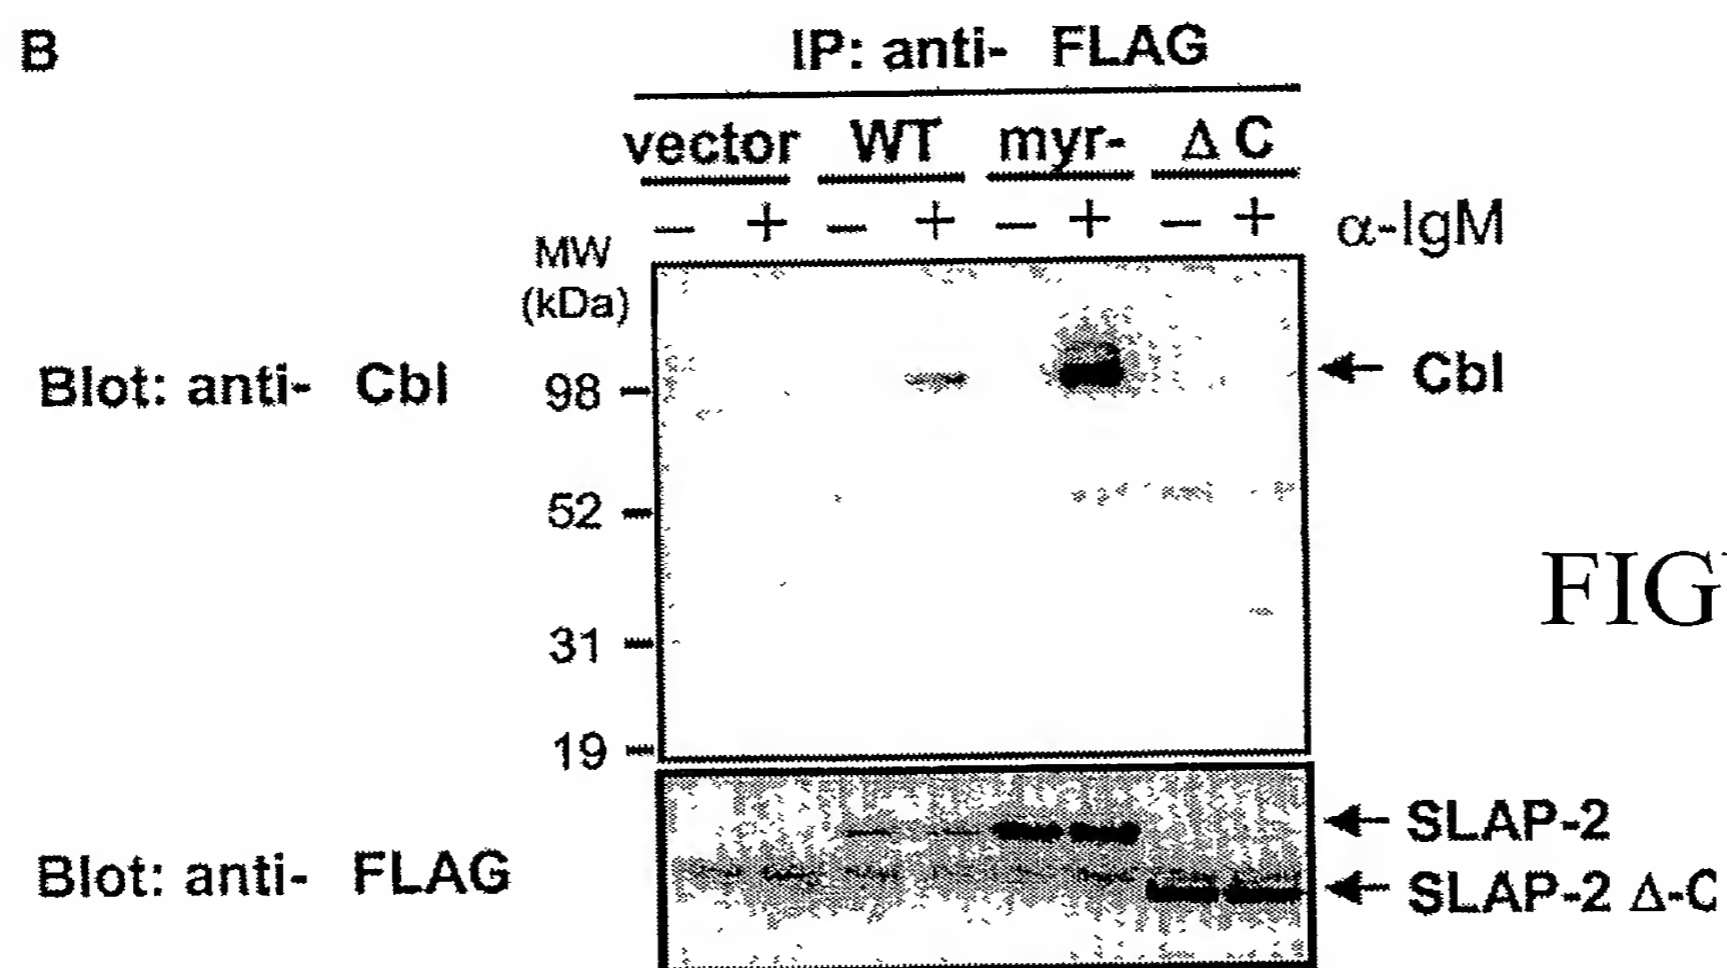 B
IP: anti- FLAG
vector WT myr- Δ C
– + – + – + – + α-IgM
MW
(kDa)
Blot: anti- Cbl
98
Cbl
52
31
19
FIG
SLAP-2
Blot: anti- FLAG
SLAP-2 Δ-C